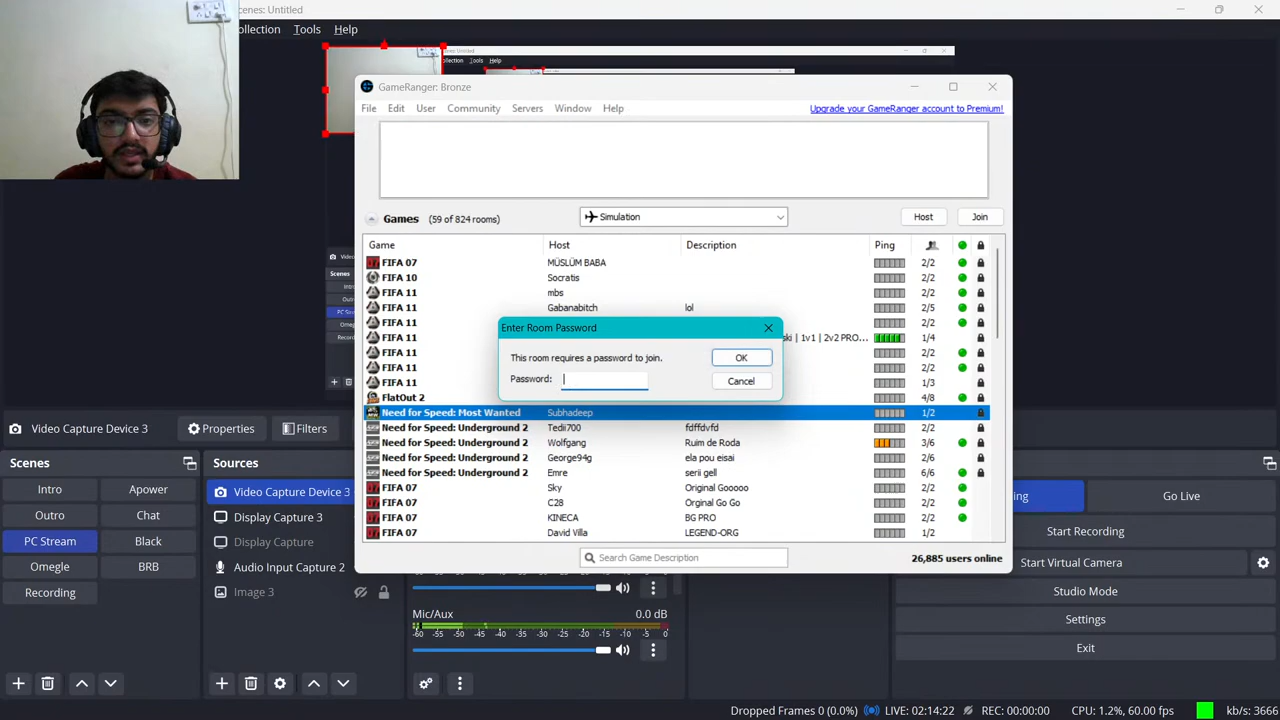 Scenes: Untitled
ollection Tools Help
ollection Tools Help
GameRanger: Bronze
File Edit User Community Servers Window Help
Upgrade your GameRanger account to Premium!
Games (59 of 824 rooms)
Simulation
Host Join
Game Host Description Ping
FIFA 07 MÜSLÜM BABA 2/2
FIFA 10 Socratis 2/2
FIFA 11 mbs 2/2
FIFA 11 Gabanabitch lol 2/5
FIFA 11 2/2
FIFA 11 ski | 1v1 | 2v2 PRO... 1/4
FIFA 11 2/2
FIFA 11 2/2
FIFA 11 1/3
FlatOut 2 4/8
Need for Speed: Most Wanted Subhadeep 1/2
Need for Speed: Underground 2 Tedii700 fdffdvfd 2/2
Need for Speed: Underground 2 Wolfgang Ruim de Roda 3/6
Need for Speed: Underground 2 George94g ela pou eisai 2/6
Need for Speed: Underground 2 Emre serii gell 6/6
FIFA 07 Sky Original Gooooo 2/2
FIFA 07 C28 Orginal Go Go 2/2
FIFA 07 KINECA BG PRO 2/2
FIFA 07 David Villa LEGEND-ORG 2/2
Search Game Description
26,885 users online
Enter Room Password
This room requires a password to join.
Password:
OK
Cancel
Video Capture Device 3
Properties
Filters
Scenes
Intro Apower
Outro Chat
PC Stream Black
Omegle BRB
Recording
Sources
Video Capture Device 3
Display Capture 3
Display Capture
Audio Input Capture 2
Image 3
Mic/Aux 0.0 dB
-60 -55 -50 -45 -40 -35 -30 -25 -20 -15 -10 -5 0
ing
Go Live
Start Recording
Start Virtual Camera
Studio Mode
Settings
Exit
Dropped Frames 0 (0.0%) LIVE: 02:14:22 REC: 00:00:00 CPU: 1.2%, 60.00 fps kb/s: 3666